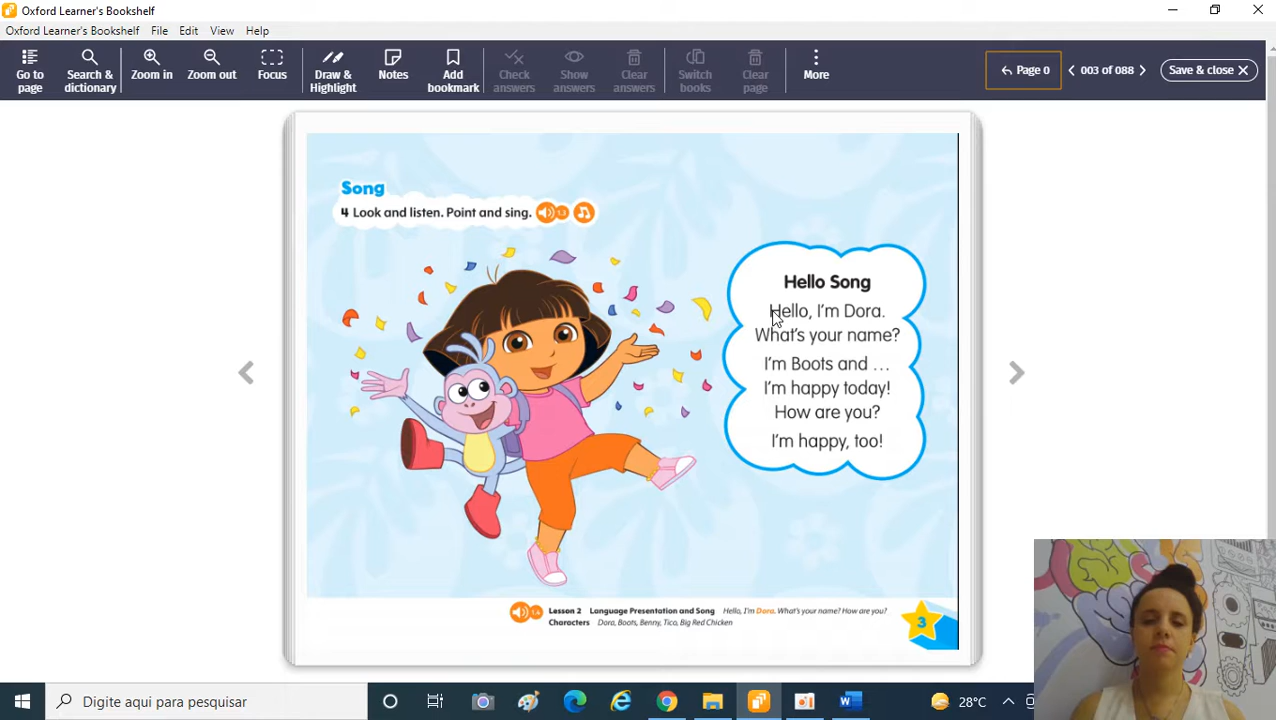 Oxford Learner's Bookshelf
Oxford Learner's Bookshelf File Edit View Help
Go to page
Search & dictionary
Zoom in
Zoom out
Focus
Draw & Highlight
Notes
Add bookmark
Check answers
Show answers
Clear answers
Switch books
Clear page
More
Page 0
003 of 088
Save & close
Song
4 Look and listen. Point and sing.
Hello Song
Hello, I'm Dora.
What's your name?
I'm Boots and ...
I'm happy today!
How are you?
I'm happy, too!
Lesson 2 Language Presentation and Song Hello, I'm Dora. What's your name? How are you?
Characters Dora, Boots, Benny, Tico, Big Red Chicken
3
Digite aqui para pesquisar
28°C